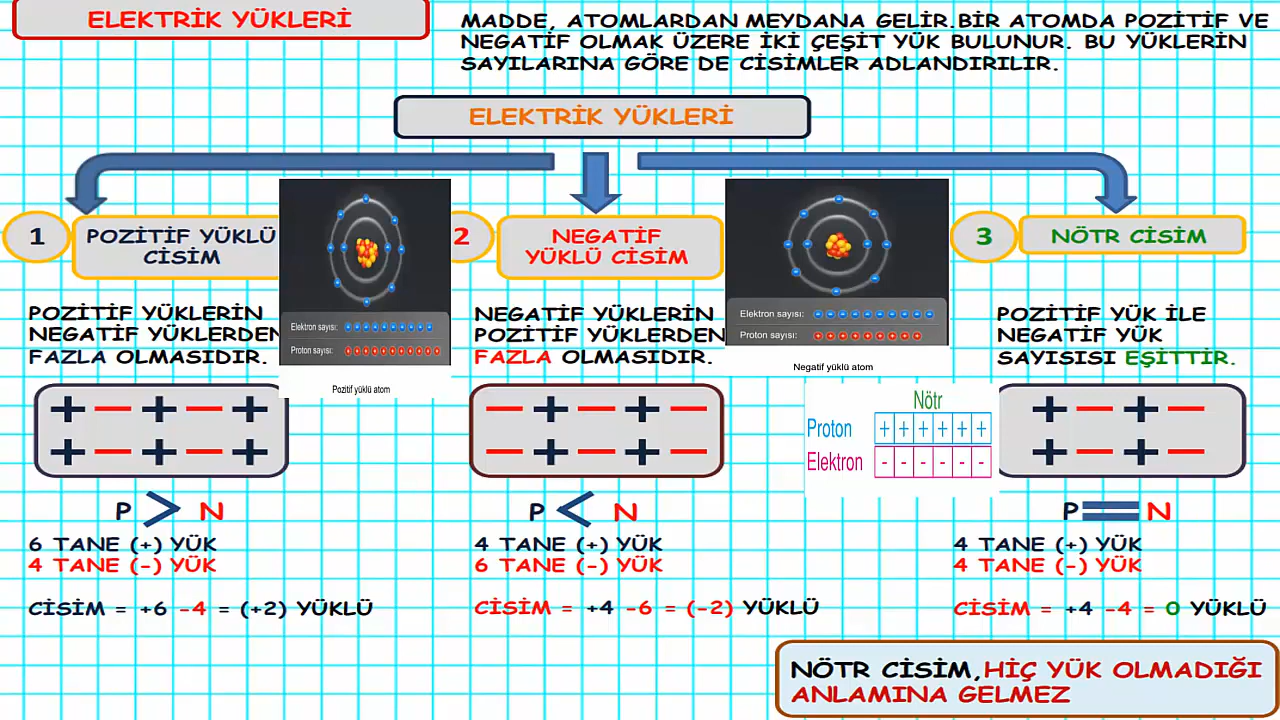 ELEKTRİK YÜKLERİ
MADDE, ATOMLARDAN MEYDANA GELİR.BİR ATOMDA POZİTİF VE
NEGATİF OLMAK ÜZERE İKİ ÇEŞİT YÜK BULUNUR. BU YÜKLERİN
SAYILARINA GÖRE DE CİSİMLER ADLANDIRILIR.
ELEKTRİK YÜKLERİ
1
POZİTİF YÜKLÜ
CİSİM
POZİTİF YÜKLERİN
NEGATİF YÜKLERDEN
FAZLA OLMASIDIR.
Elektron sayısı:
Proton sayısı:
Pozitif yüklü atom
+ − + − +
+ − + − +
P > N
6 TANE (+) YÜK
4 TANE (-) YÜK
CİSİM = +6 -4 = (+2) YÜKLÜ
2
NEGATİF
YÜKLÜ CİSİM
NEGATİF YÜKLERİN
POZİTİF YÜKLERDEN
FAZLA OLMASIDIR.
Elektron sayısı:
Proton sayısı:
Negatif yüklü atom
− + − + −
− + − + −
P < N
4 TANE (+) YÜK
6 TANE (-) YÜK
CİSİM = +4 -6 = (-2) YÜKLÜ
3
NÖTR CİSİM
POZİTİF YÜK İLE
NEGATİF YÜK
SAYISISI EŞİTTİR.
Nötr
Proton + + + + + +
Elektron - - - - - -
+ − + −
+ − + −
P = N
4 TANE (+) YÜK
4 TANE (-) YÜK
CİSİM = +4 -4 = 0 YÜKLÜ
NÖTR CİSİM,HİÇ YÜK OLMADIĞI
ANLAMINA GELMEZ